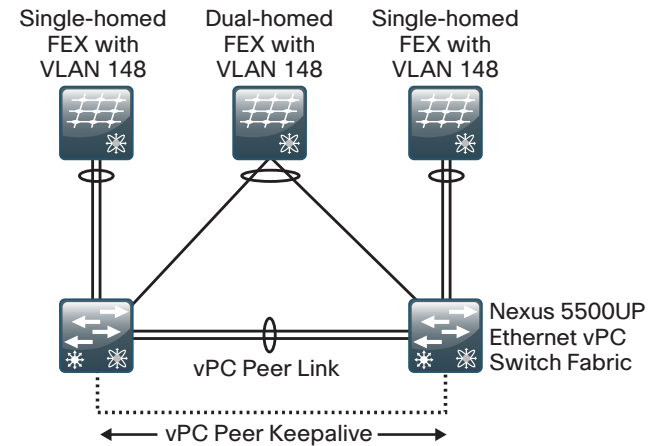 Single-homed
FEX with
VLAN 148
Dual-homed
FEX with
VLAN 148
Single-homed
FEX with
VLAN 148
Nexus 5500UP
Ethernet vPC
Switch Fabric
vPC Peer Link
vPC Peer Keepalive